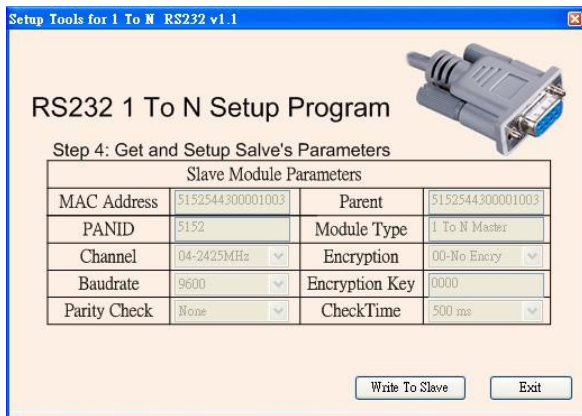 Setup Tools for 1 To N RS232 v1.1
RS232 1 To N Setup Program
Step 4: Get and Setup Salve's Parameters
Slave Module Parameters
MAC Address 5152544300001003 Parent 5152544300001003
PANID 5152 Module Type 1 To N Master
Channel 04-2425MHz Encryption 00-No Encry
Baudrate 9600 Encryption Key 0000
Parity Check None CheckTime 500 ms
Write To Slave Exit